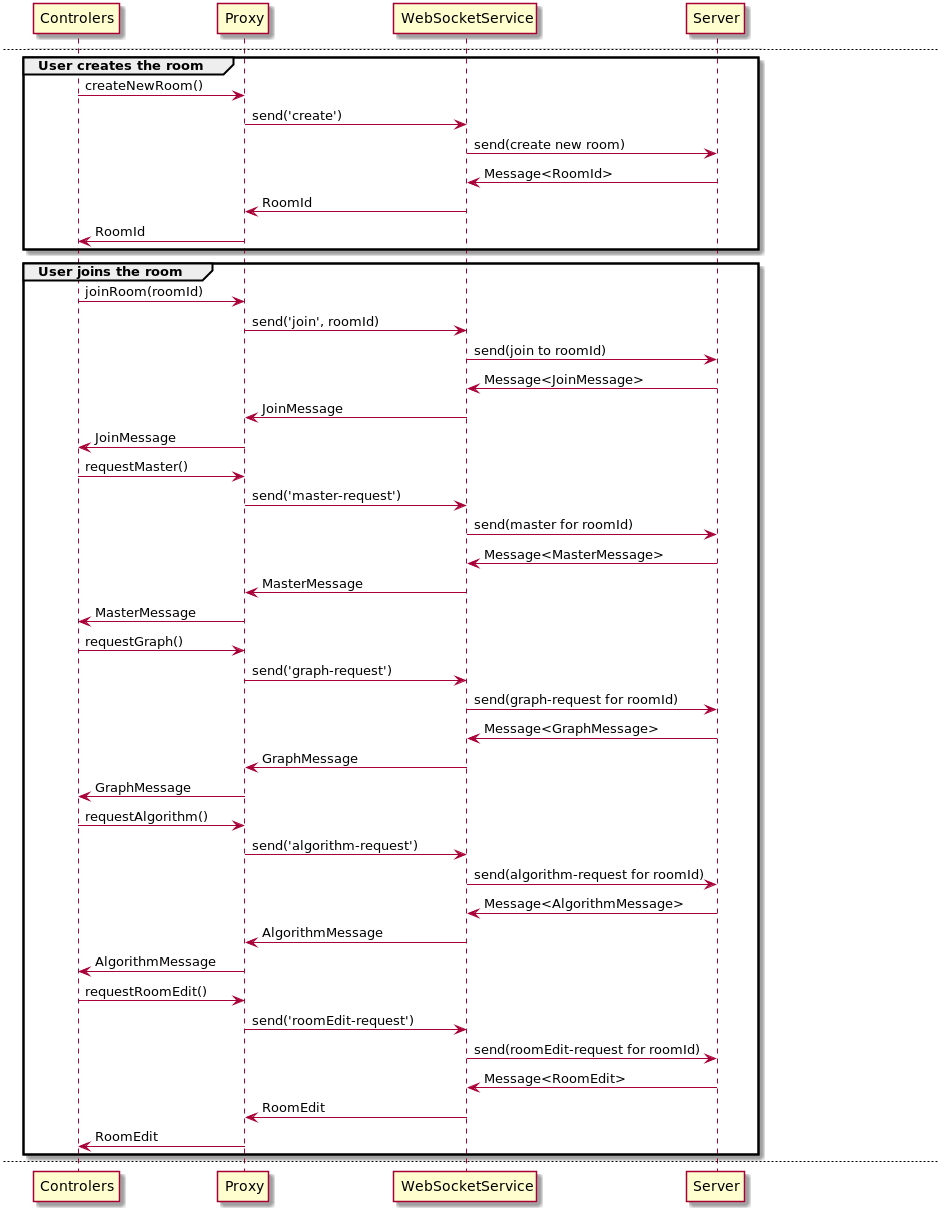 Controlers Proxy WebSocketService Server
User creates the room
createNewRoom()
send('create')
send(create new room)
Message<RoomId>
RoomId
RoomId
User joins the room
joinRoom(roomId)
send('join', roomId)
send(join to roomId)
Message<JoinMessage>
JoinMessage
JoinMessage
requestMaster()
send('master-request')
send(master for roomId)
Message<MasterMessage>
MasterMessage
MasterMessage
requestGraph()
send('graph-request')
send(graph-request for roomId)
Message<GraphMessage>
GraphMessage
GraphMessage
requestAlgorithm()
send('algorithm-request')
send(algorithm-request for roomId)
Message<AlgorithmMessage>
AlgorithmMessage
AlgorithmMessage
requestRoomEdit()
send('roomEdit-request')
send(roomEdit-request for roomId)
Message<RoomEdit>
RoomEdit
RoomEdit
Controlers Proxy WebSocketService Server